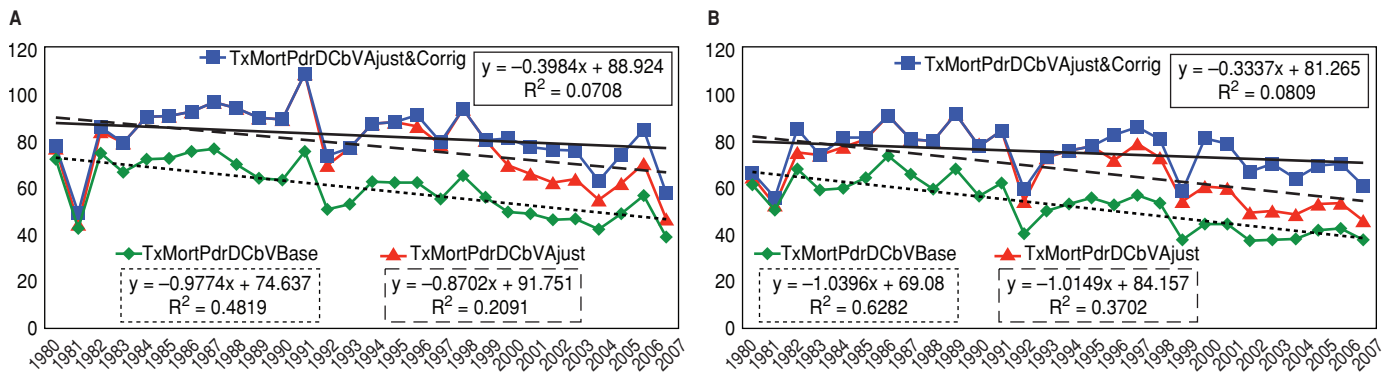 A
120
100
80
60
40
20
0
TxMortPdrDCbVAjust&Corrig
y = –0.3984x + 88.924
R² = 0.0708
TxMortPdrDCbVBase
y = –0.9774x + 74.637
R² = 0.4819
TxMortPdrDCbVAjust
y = –0.8702x + 91.751
R² = 0.2091
1980 1981 1982 1983 1984 1985 1986 1987 1988 1989 1990 1991 1992 1993 1994 1995 1996 1997 1998 1999 2000 2001 2002 2003 2004 2005 2006 2007
B
120
100
80
60
40
20
0
TxMortPdrDCbVAjust&Corrig
y = –0.3337x + 81.265
R² = 0.0809
TxMortPdrDCbVBase
y = –1.0396x + 69.08
R² = 0.6282
TxMortPdrDCbVAjust
y = –1.0149x + 84.157
R² = 0.3702
1980 1981 1982 1983 1984 1985 1986 1987 1988 1989 1990 1991 1992 1993 1994 1995 1996 1997 1998 1999 2000 2001 2002 2003 2004 2005 2006 2007